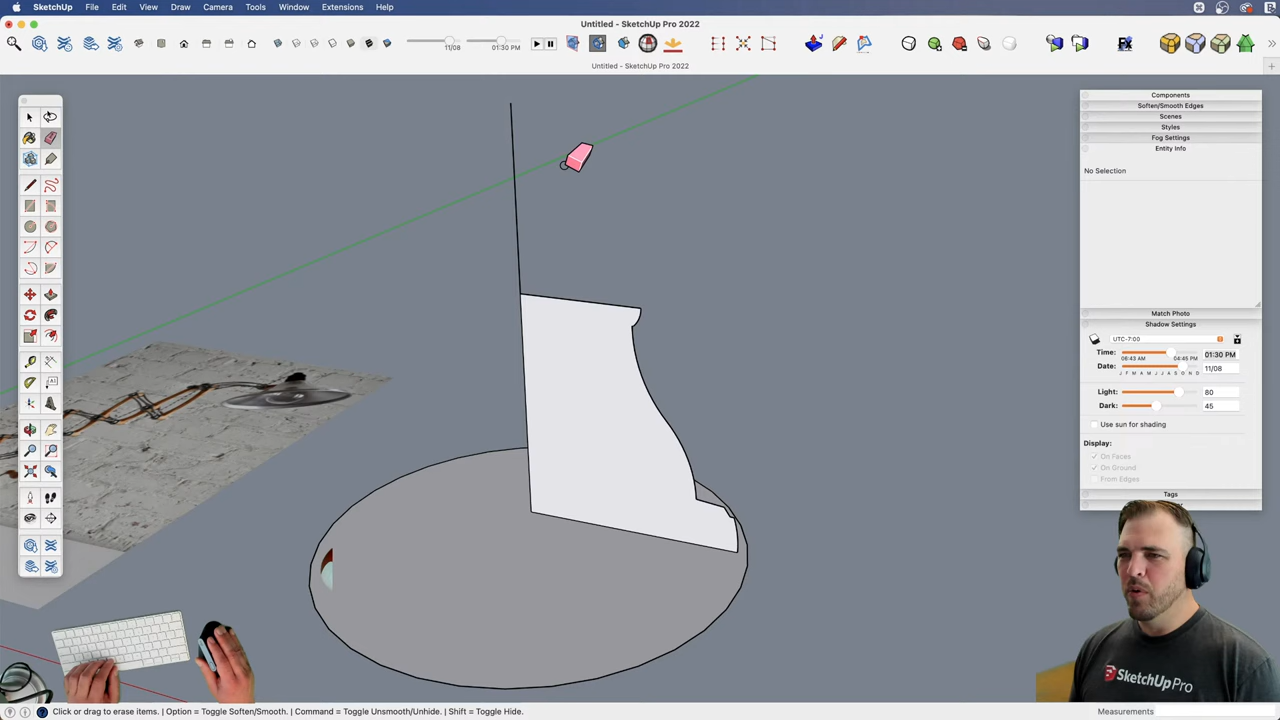 SketchUp File Edit View Draw Camera Tools Window Extensions Help
Untitled - SketchUp Pro 2022
11/08 01:30 PM
Untitled - SketchUp Pro 2022
Components
Soften/Smooth Edges
Scenes
Styles
Fog Settings
Entity Info
No Selection
Match Photo
Shadow Settings
UTC-7:00
Time: 01:30 PM
06:43 AM 04:45 PM
Date: 11/08
J F M A M J J A S O N D
Light: 80
Dark: 45
Use sun for shading
Display:
On Faces
On Ground
From Edges
Tags
SketchUp Pro
Click or drag to erase items. | Option = Toggle Soften/Smooth. | Command = Toggle Unsmooth/Unhide. | Shift = Toggle Hide. Measurements